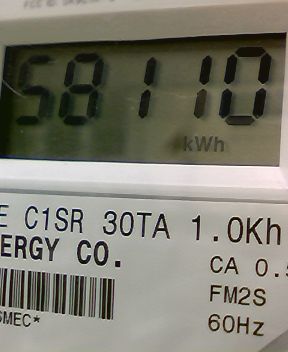 58110
kWh
E C1SR 30TA 1.0Kh
ERGY CO.
CA 0.5
FM2S
60Hz
SMEC*